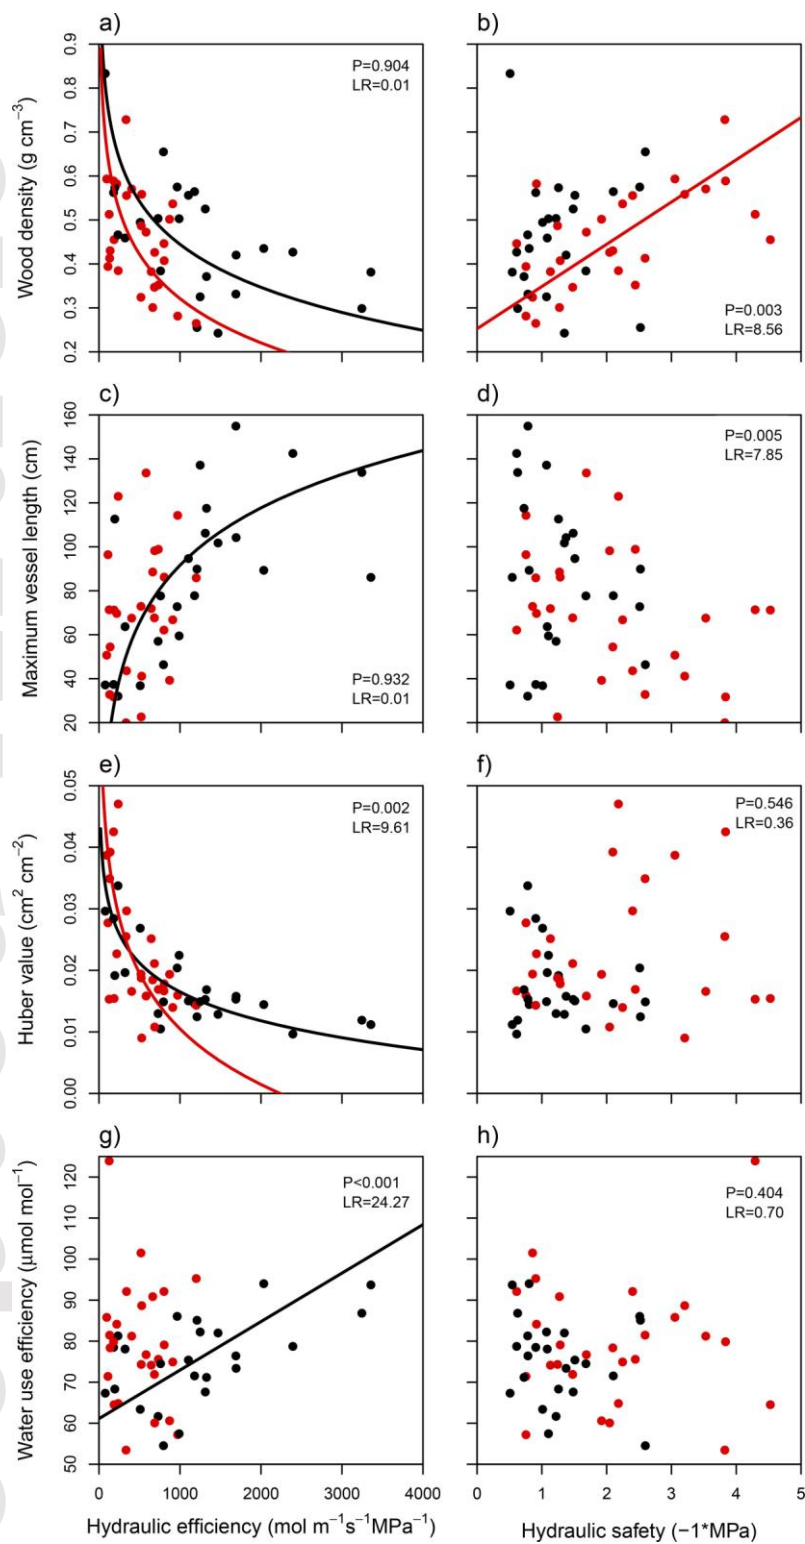 a)
b)
Wood density (g cm⁻³)
0.9
0.8
0.7
0.6
0.5
0.4
0.3
0.2
P=0.904
LR=0.01
P=0.003
LR=8.56
c)
d)
Maximum vessel length (cm)
160
140
120
100
80
60
40
20
P=0.932
LR=0.01
P=0.005
LR=7.85
e)
f)
Huber value (cm² cm⁻²)
0.05
0.04
0.03
0.02
0.01
0.00
P=0.002
LR=9.61
P=0.546
LR=0.36
g)
h)
Water use efficiency (µmol mol⁻¹)
120
110
100
90
80
70
60
50
P<0.001
LR=24.27
P=0.404
LR=0.70
0 1000 2000 3000 4000
0 1 2 3 4 5
Hydraulic efficiency (mol m⁻¹s⁻¹MPa⁻¹)
Hydraulic safety (−1*MPa)